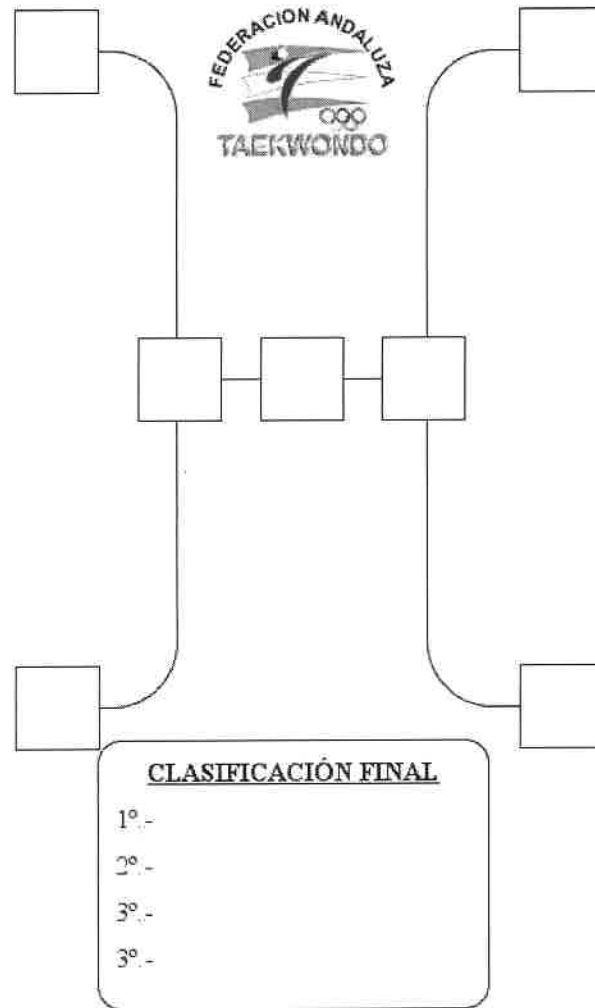 FEDERACION ANDALUZA
TAEKWONDO
CLASIFICACIÓN FINAL
1º.-
2º.-
3º.-
3º.-